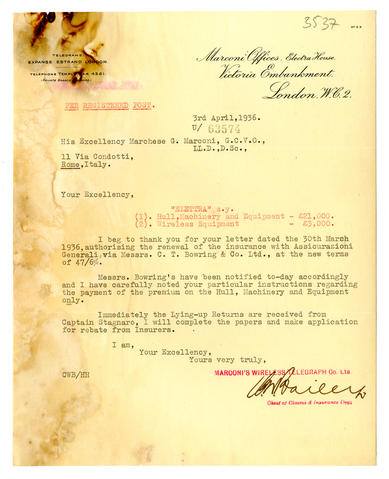 3537
TELEGRAMS
EXPANSE ESTRAND LONDON.
TELEPHONE TEMPLE BAR 4321.
(Private Branch Exchange)
Marconi Offices, Electra House,
Victoria Embankment,
London, W.C.2.
PER REGISTERED POST.
3rd April, 1936.
U/ 63574
His Excellency Marchese G. Marconi, G.C.V.O.,
LL.D., D.Sc.,
11 Via Condotti,
Rome, Italy.
Your Excellency,
"ELETTRA" s.y.
(1). Hull, Machinery and Equipment - £21,000.
(2). Wireless Equipment - £3,000.
I beg to thank you for your letter dated the 30th March
1936, authorising the renewal of the insurance with Assicurazioni
Generali, via Messrs. C. T. Bowring & Co. Ltd., at the new terms
of 47/6%.
Messrs. Bowring's have been notified to-day accordingly
and I have carefully noted your particular instructions regarding
the payment of the premium on the Hull, Machinery and Equipment
only.
Immediately the Lying-up Returns are received from
Captain Stagnaro, I will complete the papers and make application
for rebate from Insurers.
I am,
Your Excellency,
Yours very truly,
MARCONI'S WIRELESS TELEGRAPH Co. Ltd
CWB/HH
Chief of Claims & Insurance Dept